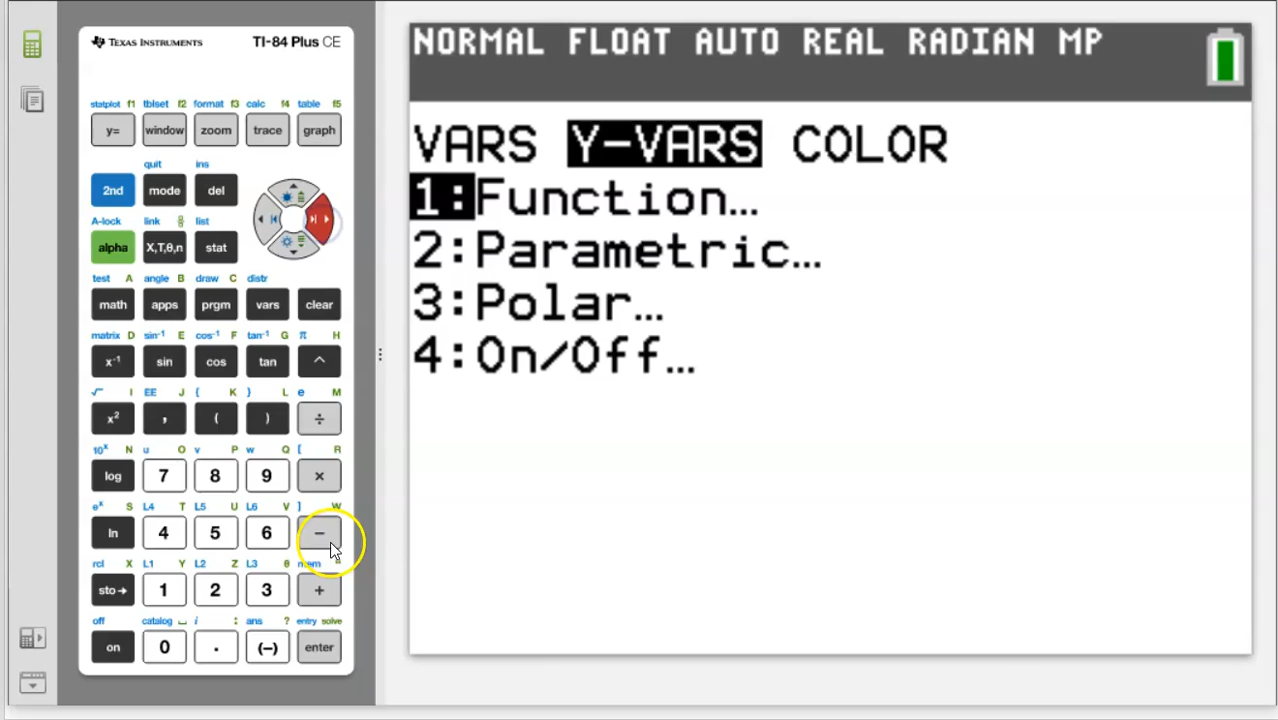 TEXAS INSTRUMENTS TI-84 Plus CE
NORMAL FLOAT AUTO REAL RADIAN MP
VARS Y-VARS COLOR
1:Function…
2:Parametric…
3:Polar…
4:On/Off…
statplot f1 tblset f2 format f3 calc f4 table f5
y= window zoom trace graph
quit ins
2nd mode del
A-lock link list
alpha X,T,θ,n stat
test A angle B draw C distr
math apps prgm vars clear
matrix D sin⁻¹ E cos⁻¹ F tan⁻¹ G π H
x⁻¹ sin cos tan ^
√ I EE J { K } L e M
x² , ( ) ÷
10ˣ N u O v P w Q [ R
log 7 8 9 ×
eˣ S L4 T L5 U L6 V ] W
ln 4 5 6 −
rcl X L1 Y L2 Z L3 θ mem
sto→ 1 2 3 +
off catalog ⎵ i : ans ? entry solve
on 0 . (−) enter